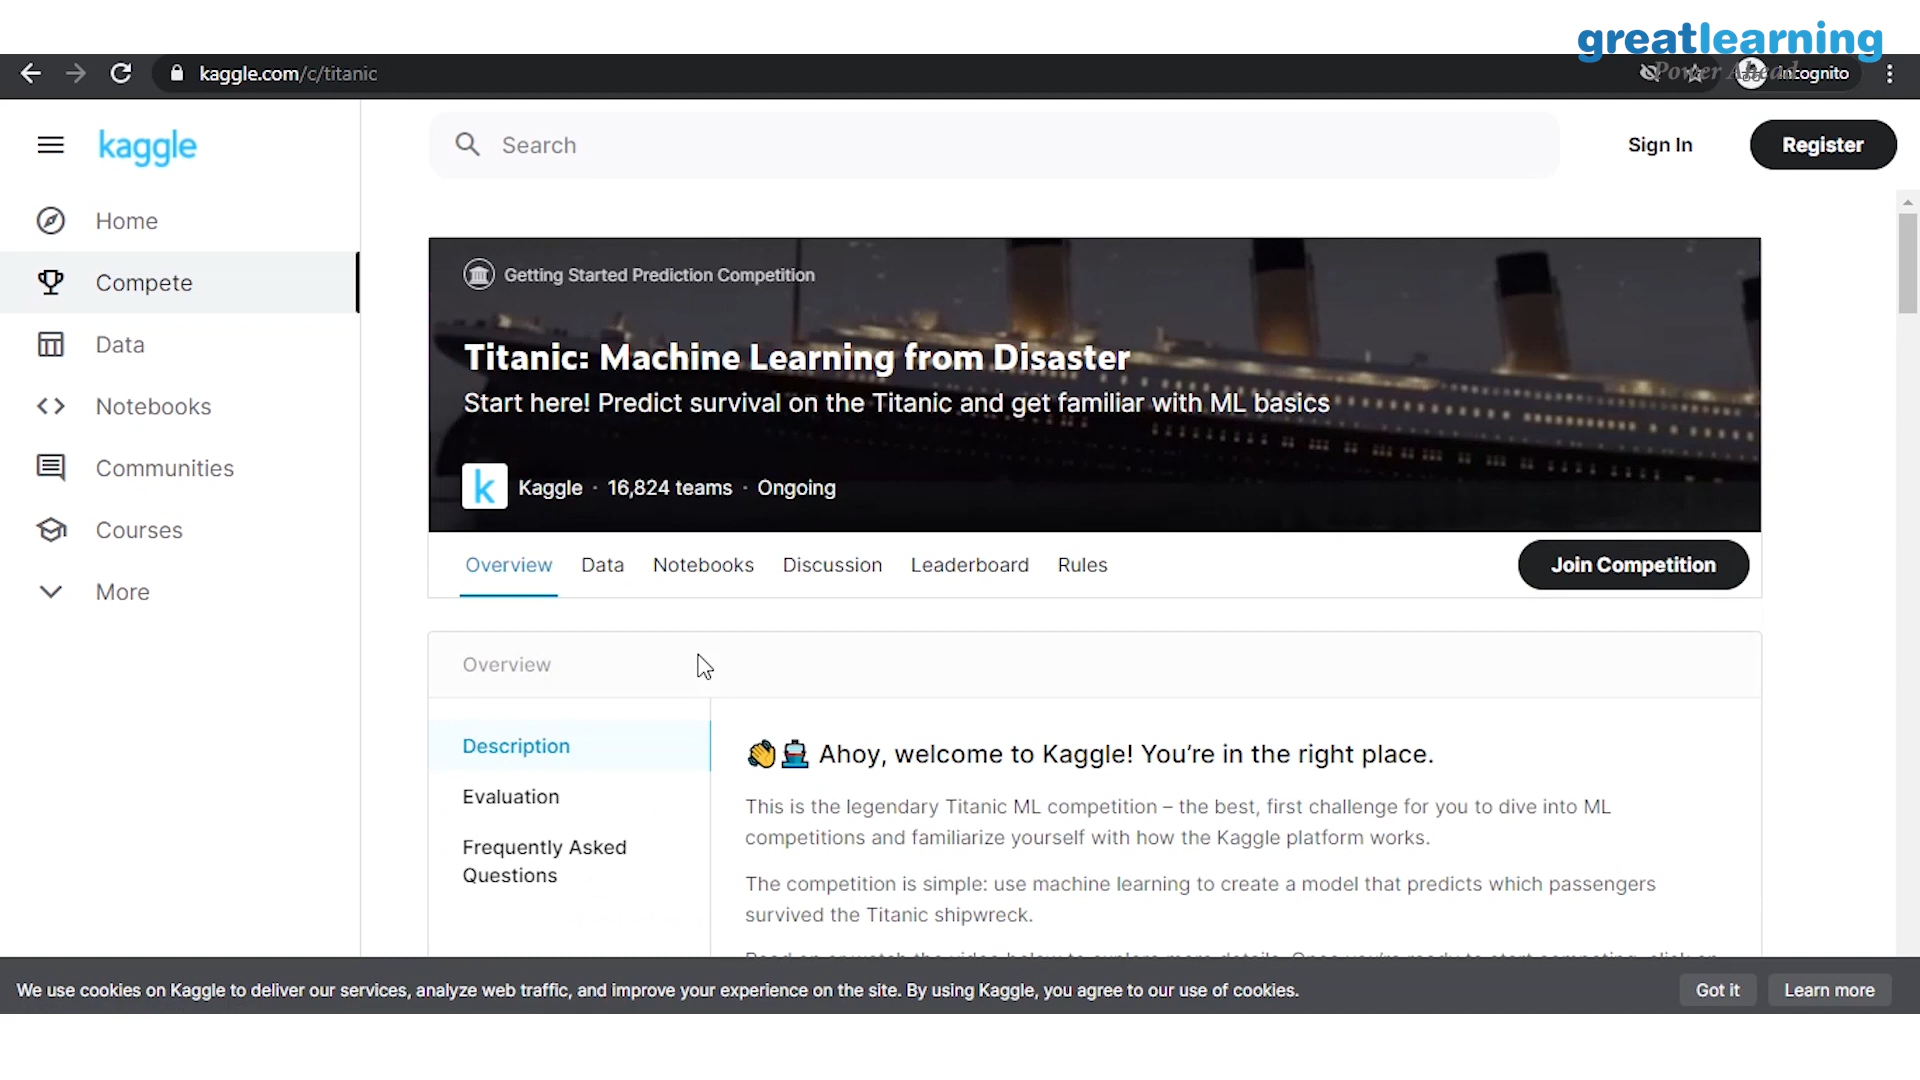 greatlearning
Power Ahead
kaggle.com/c/titanic
Incognito
kaggle
Search
Sign In
Register
Home
Compete
Data
Notebooks
Communities
Courses
More
Getting Started Prediction Competition
Titanic: Machine Learning from Disaster
Start here! Predict survival on the Titanic and get familiar with ML basics
k
Kaggle · 16,824 teams · Ongoing
Overview
Data
Notebooks
Discussion
Leaderboard
Rules
Join Competition
Overview
Description
Evaluation
Frequently Asked
Questions
Ahoy, welcome to Kaggle! You’re in the right place.
This is the legendary Titanic ML competition – the best, first challenge for you to dive into ML
competitions and familiarize yourself with how the Kaggle platform works.
The competition is simple: use machine learning to create a model that predicts which passengers
survived the Titanic shipwreck.
We use cookies on Kaggle to deliver our services, analyze web traffic, and improve your experience on the site. By using Kaggle, you agree to our use of cookies.
Got it
Learn more